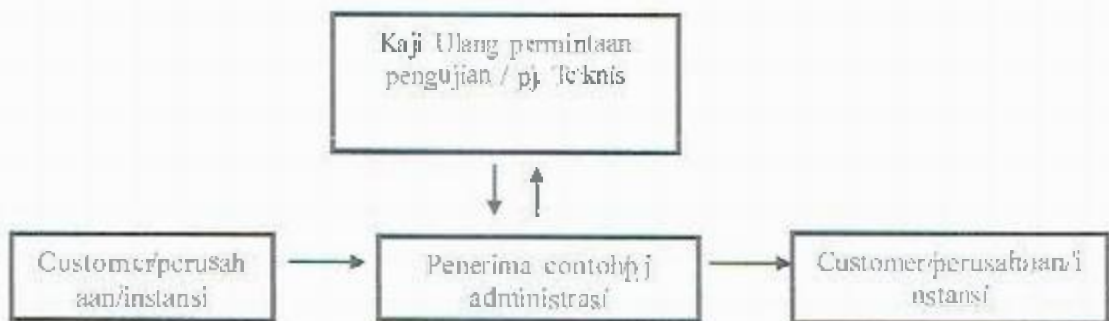 Kaji Ulang permintaan
pengujian / pj. Teknis
Customer/perusah
aan/instansi
Penerima contoh/pj
administrasi
Customer/perusahaan/i
nstansi